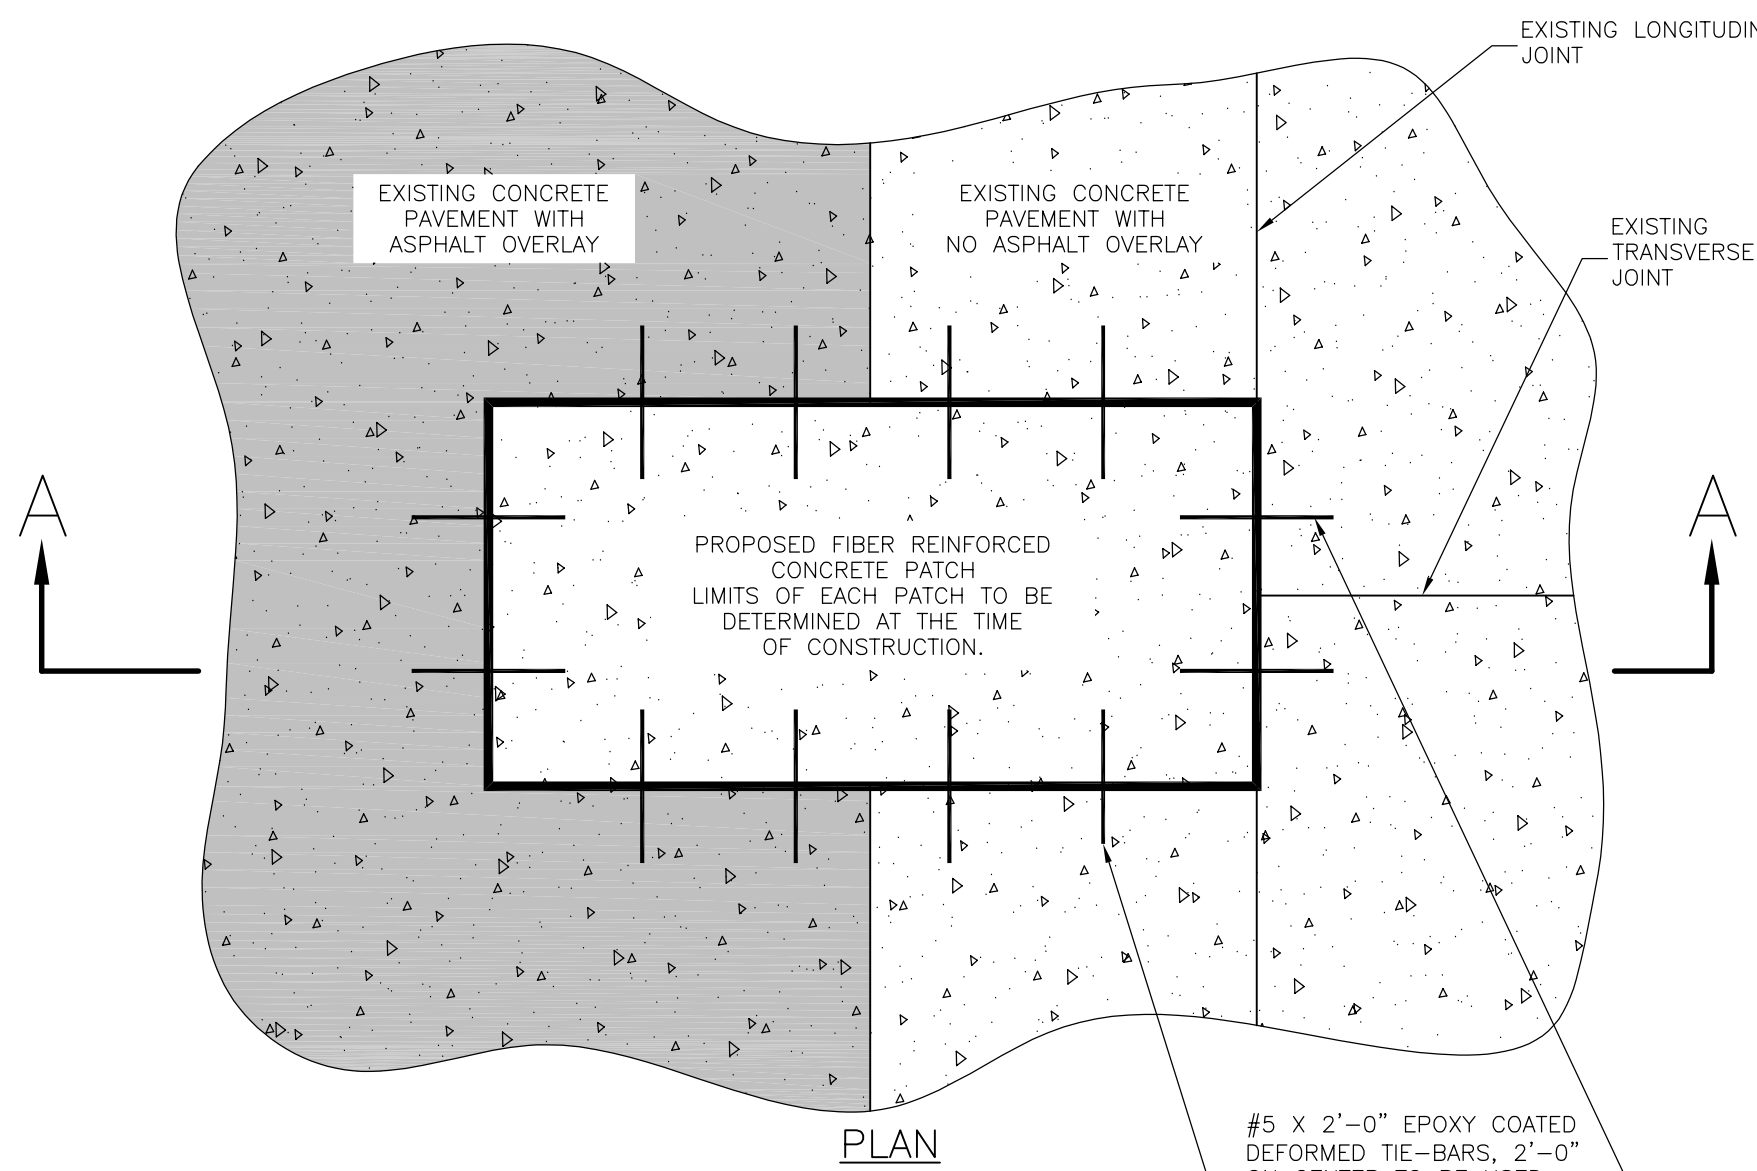 EXISTING LONGITUDIN
JOINT
EXISTING CONCRETE
PAVEMENT WITH
ASPHALT OVERLAY
EXISTING CONCRETE
PAVEMENT WITH
NO ASPHALT OVERLAY
EXISTING
TRANSVERSE
JOINT
A
A
PROPOSED FIBER REINFORCED
CONCRETE PATCH
LIMITS OF EACH PATCH TO BE
DETERMINED AT THE TIME
OF CONSTRUCTION.
PLAN
#5 X 2'-0" EPOXY COATED
DEFORMED TIE-BARS, 2'-0"